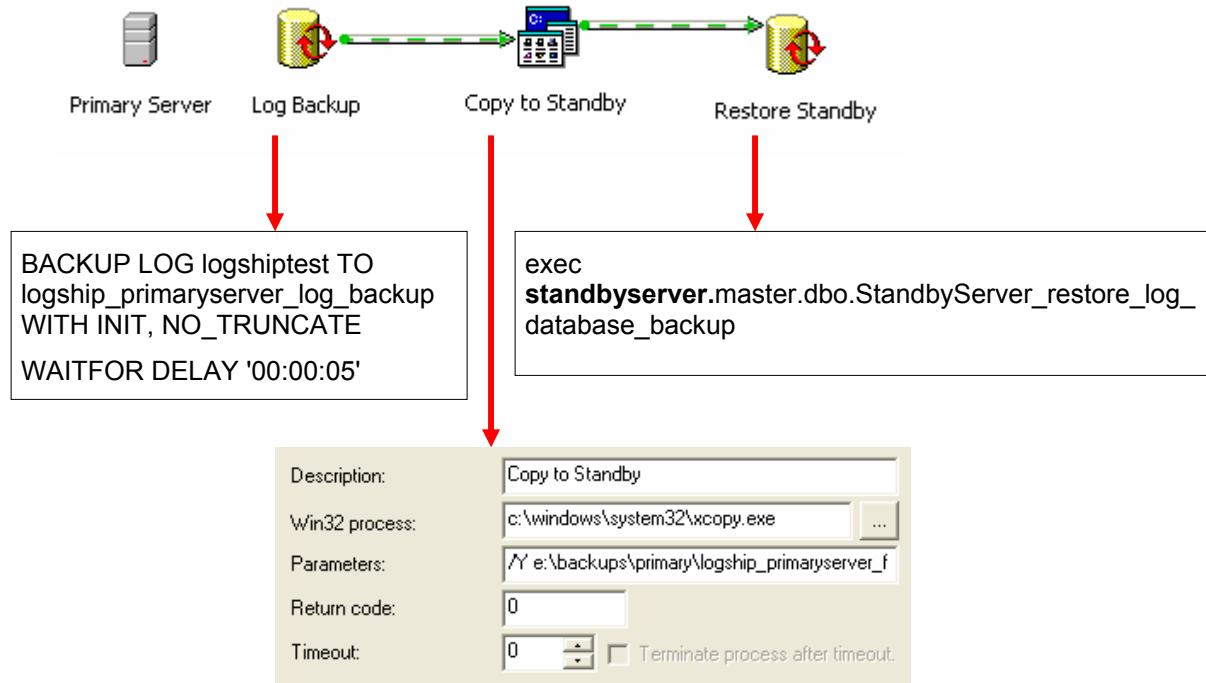 Primary Server
Log Backup
Copy to Standby
Restore Standby
BACKUP LOG logshiptest TO
logship_primaryserver_log_backup
WITH INIT, NO_TRUNCATE
WAITFOR DELAY '00:00:05'
exec
standbyserver.master.dbo.StandbyServer_restore_log_
database_backup
Description: Copy to Standby
Win32 process: c:\windows\system32\xcopy.exe ...
Parameters: /Y e:\backups\primary\logship_primaryserver_f
Return code: 0
Timeout: 0 Terminate process after timeout.